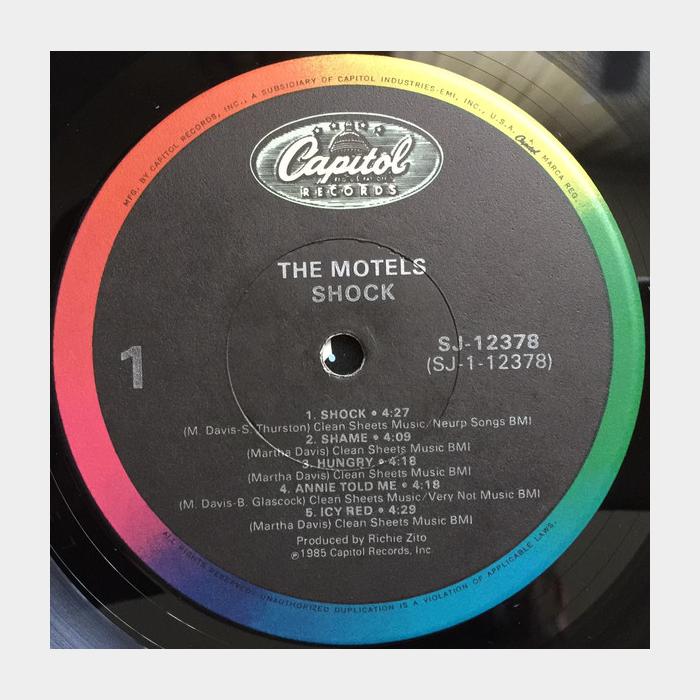 MFG. BY CAPITOL RECORDS, INC., A SUBSIDIARY OF CAPITOL INDUSTRIES-EMI, INC., U.S.A. Capitol MARCA REG.
Capitol
RECORDS
THE MOTELS
SHOCK
1
SJ-12378
(SJ-1-12378)
1. SHOCK • 4:27
(M. Davis-S. Thurston) Clean Sheets Music/Neurp Songs BMI
2. SHAME • 4:09
(Martha Davis) Clean Sheets Music BMI
3. HUNGRY • 4:18
(Martha Davis) Clean Sheets Music BMI
4. ANNIE TOLD ME • 4:18
(M. Davis-B. Glascock) Clean Sheets Music/Very Not Music BMI
5. ICY RED • 4:29
(Martha Davis) Clean Sheets Music BMI
Produced by Richie Zito
℗1985 Capitol Records, Inc
ALL RIGHTS RESERVED. UNAUTHORIZED DUPLICATION IS A VIOLATION OF APPLICABLE LAWS.